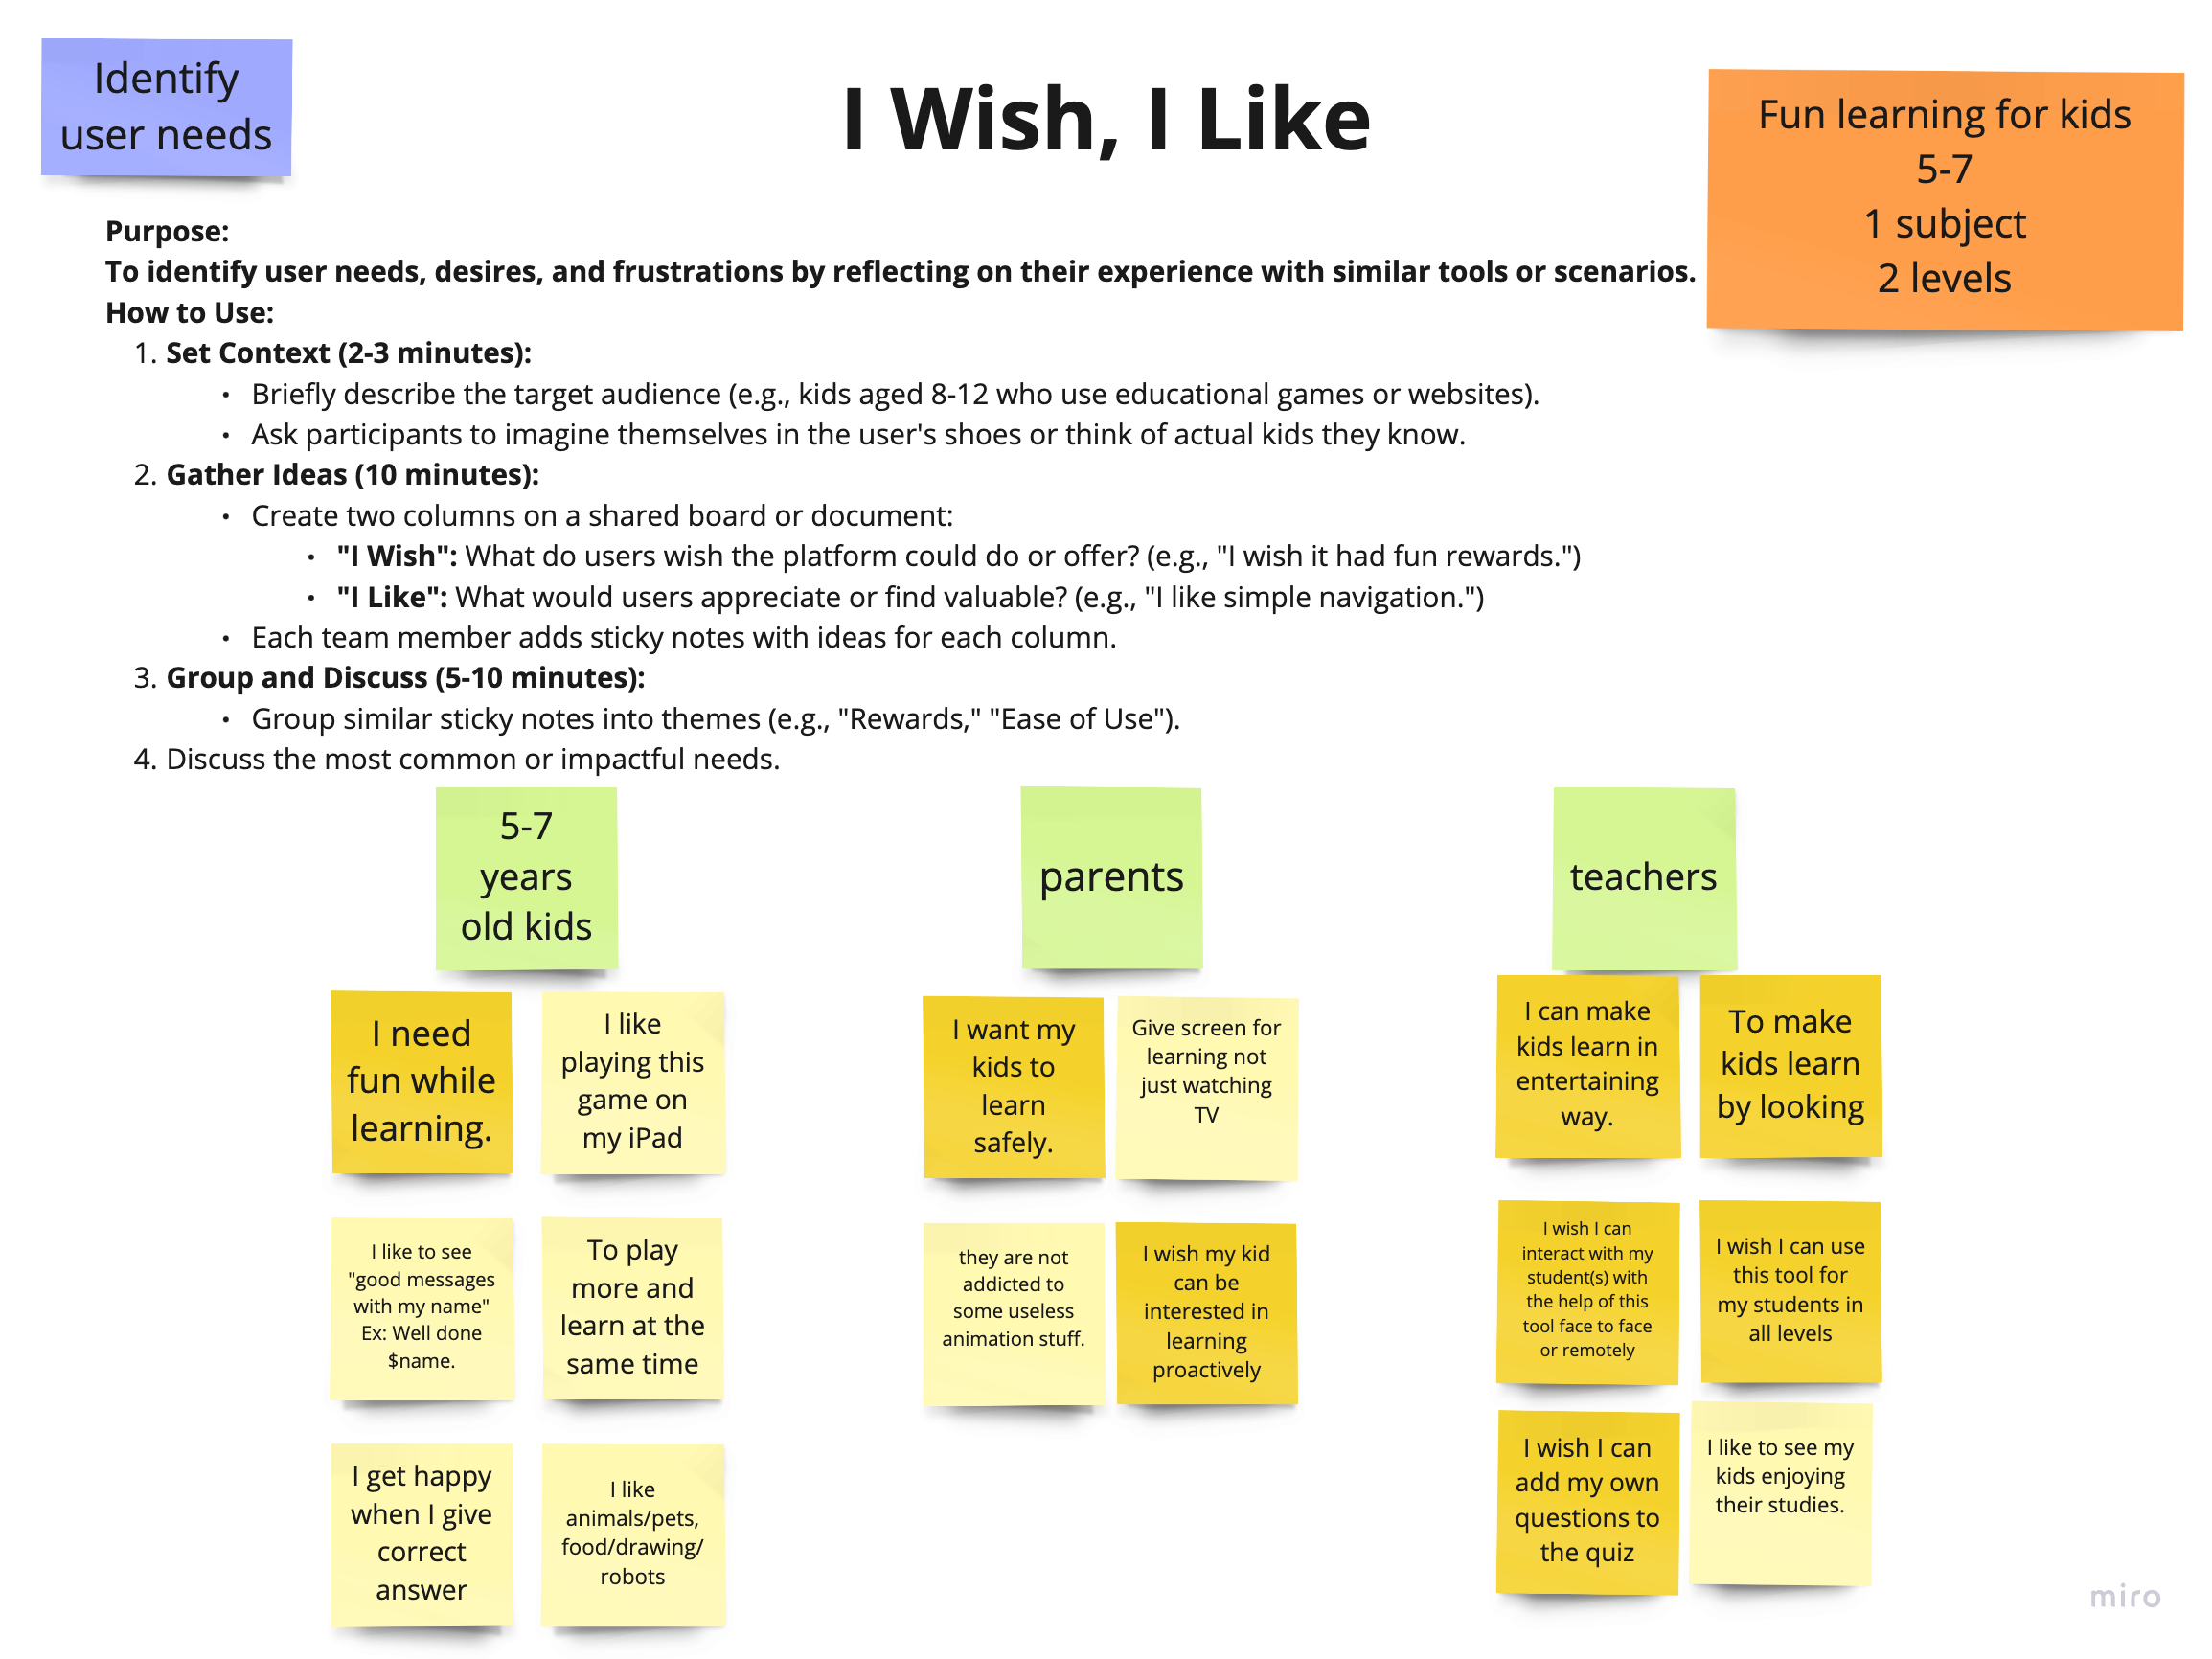 Identify
user needs
I Wish, I Like
Fun learning for kids
5-7
1 subject
2 levels
Purpose:
To identify user needs, desires, and frustrations by reflecting on their experience with similar tools or scenarios.
How to Use:
1. Set Context (2-3 minutes):
• Briefly describe the target audience (e.g., kids aged 8-12 who use educational games or websites).
• Ask participants to imagine themselves in the user's shoes or think of actual kids they know.
2. Gather Ideas (10 minutes):
• Create two columns on a shared board or document:
• "I Wish": What do users wish the platform could do or offer? (e.g., "I wish it had fun rewards.")
• "I Like": What would users appreciate or find valuable? (e.g., "I like simple navigation.")
• Each team member adds sticky notes with ideas for each column.
3. Group and Discuss (5-10 minutes):
• Group similar sticky notes into themes (e.g., "Rewards," "Ease of Use").
4. Discuss the most common or impactful needs.
5-7
years
old kids
I need
fun while
learning.
I like
playing this
game on
my iPad
I like to see
"good messages
with my name"
Ex: Well done
$name.
To play
more and
learn at the
same time
I get happy
when I give
correct
answer
I like
animals/pets,
food/drawing/
robots
parents
I want my
kids to
learn
safely.
Give screen for
learning not
just watching
TV
they are not
addicted to
some useless
animation stuff.
I wish my kid
can be
interested in
learning
proactively
teachers
I can make
kids learn in
entertaining
way.
To make
kids learn
by looking
I wish I can
interact with my
student(s) with
the help of this
tool face to face
or remotely
I wish I can use
this tool for
my students in
all levels
I wish I can
add my own
questions to
the quiz
I like to see my
kids enjoying
their studies.
miro